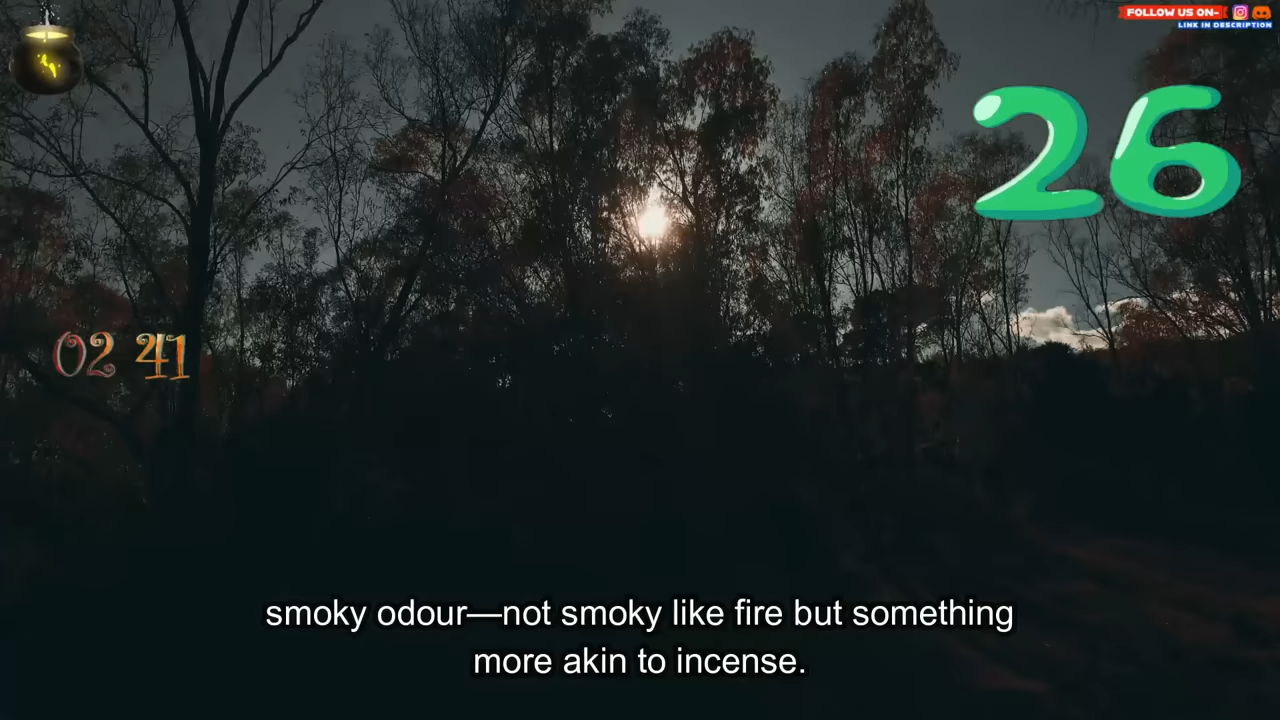 FOLLOW US ON-
LINK IN DESCRIPTION
26
02 41
smoky odour—not smoky like fire but something
more akin to incense.